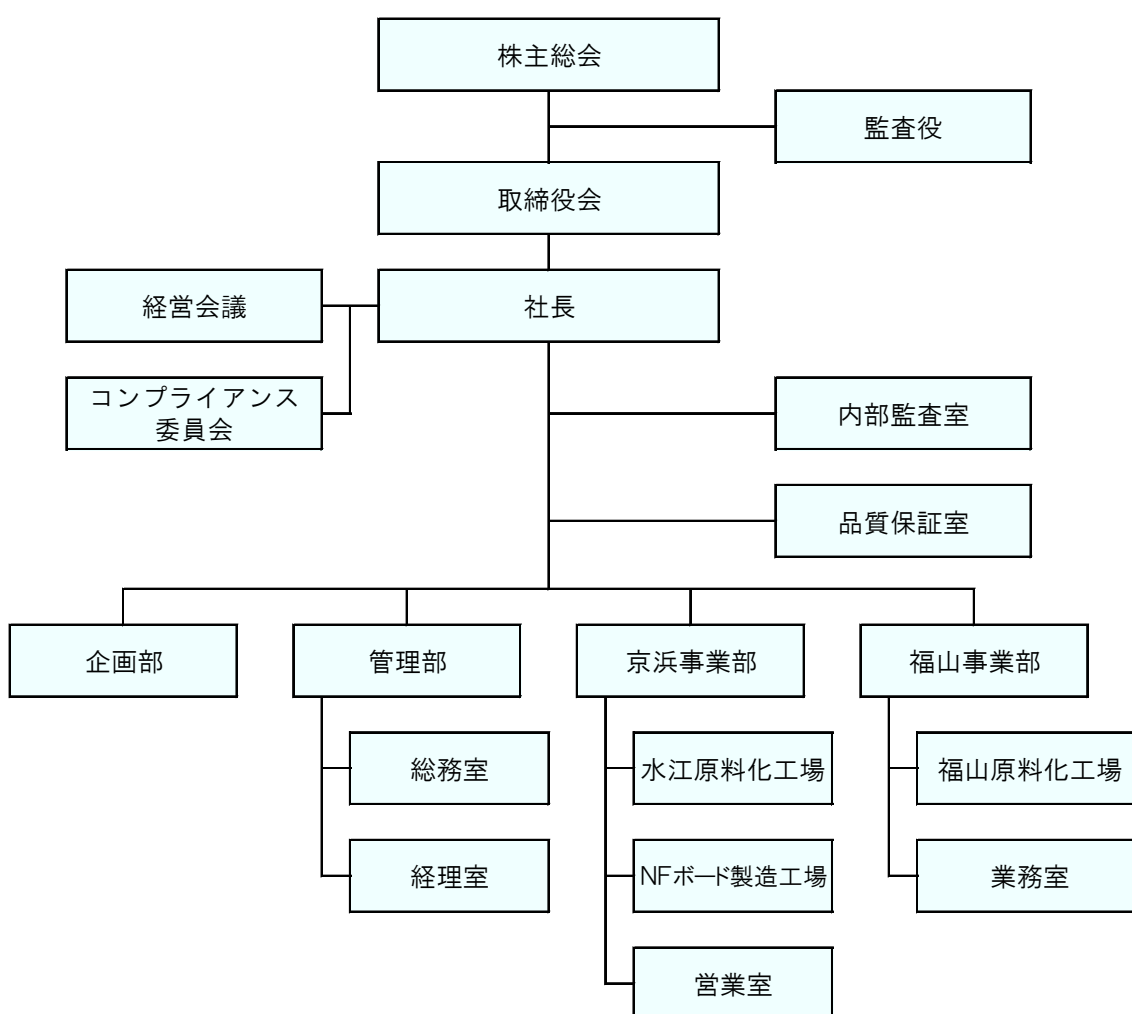 株主総会
監査役
取締役会
経営会議
社長
コンプライアンス
委員会
内部監査室
品質保証室
企画部
管理部
京浜事業部
福山事業部
総務室
水江原料化工場
福山原料化工場
経理室
NFボード製造工場
業務室
営業室